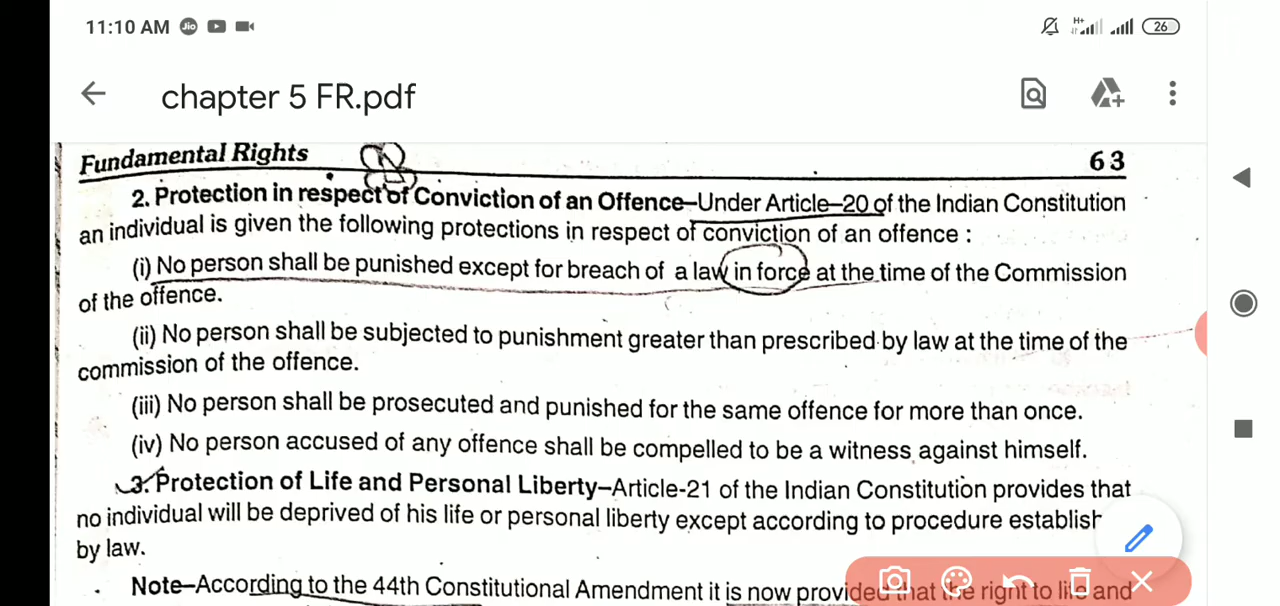 11:10 AM Jio H+ 26
chapter 5 FR.pdf
Fundamental Rights 63
2. Protection in respect of Conviction of an Offence–Under Article–20 of the Indian Constitution
an individual is given the following protections in respect of conviction of an offence :
(i) No person shall be punished except for breach of a law in force at the time of the Commission
of the offence.
(ii) No person shall be subjected to punishment greater than prescribed by law at the time of the
commission of the offence.
(iii) No person shall be prosecuted and punished for the same offence for more than once.
(iv) No person accused of any offence shall be compelled to be a witness against himself.
3. Protection of Life and Personal Liberty–Article-21 of the Indian Constitution provides that
no individual will be deprived of his life or personal liberty except according to procedure establish
by law.
Note–According to the 44th Constitutional Amendment it is now provided that the right to life and